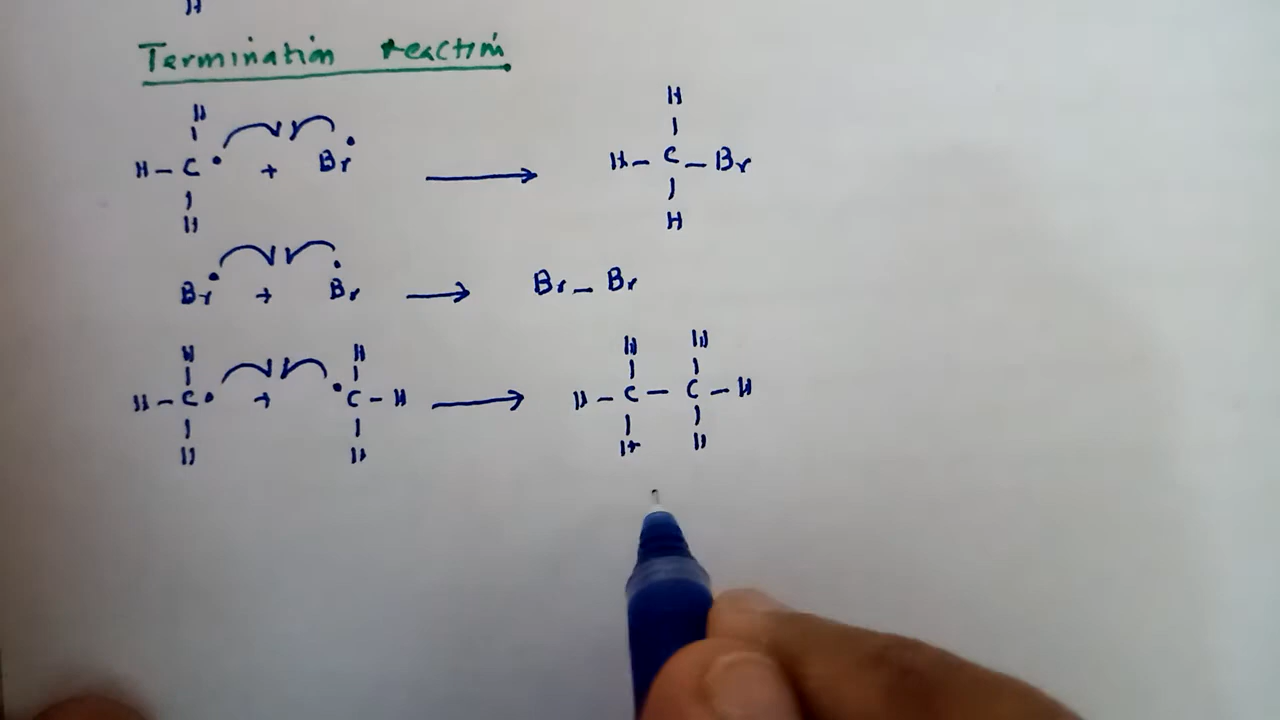 H
Termination reaction
H H
H - C • + Br • → H - C - Br
H H
Br • + • Br → Br - Br
H H H H
H - C • + • C - H → H - C - C - H
H H H H